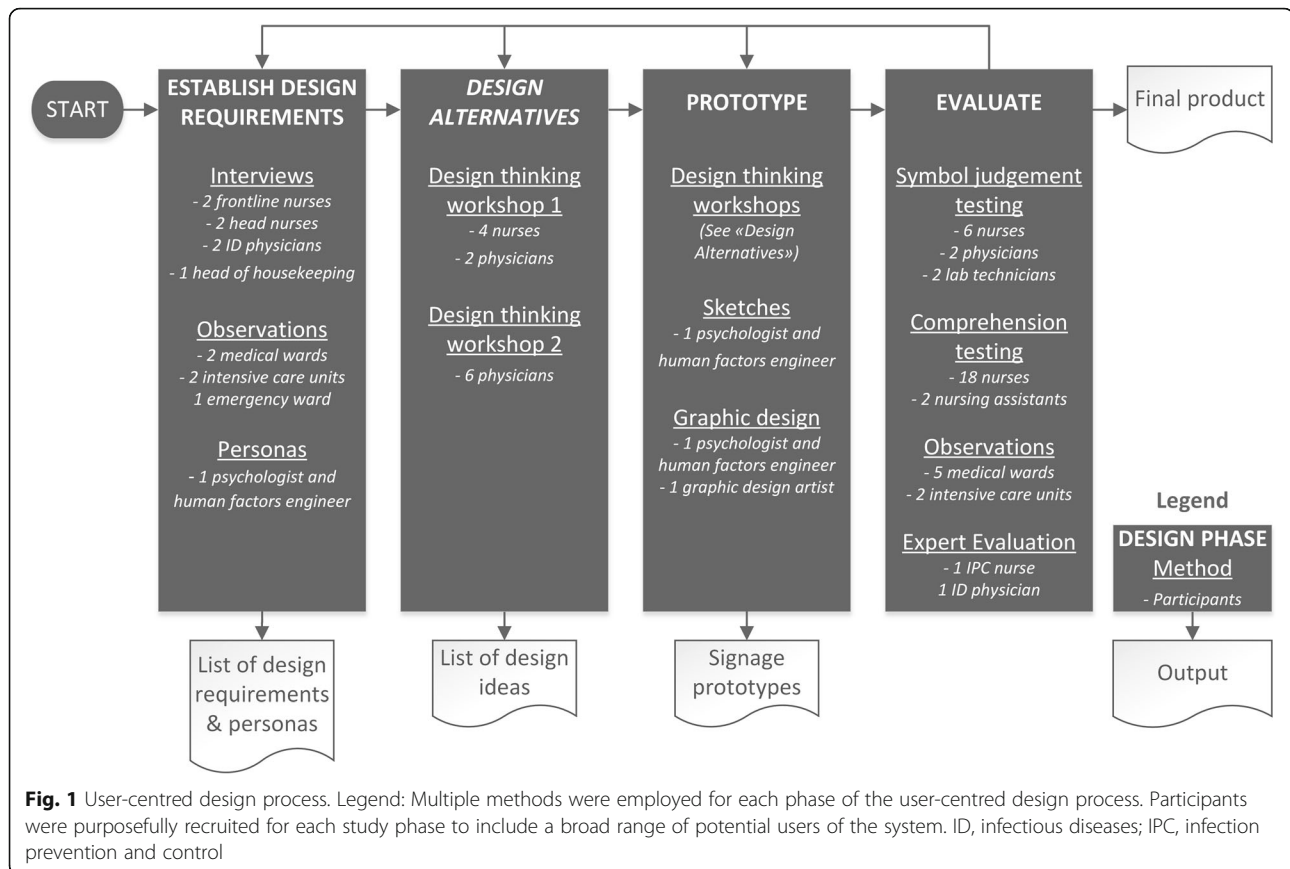 START
ESTABLISH DESIGN
REQUIREMENTS
Interviews
- 2 frontline nurses
- 2 head nurses
- 2 ID physicians
- 1 head of housekeeping
Observations
- 2 medical wards
- 2 intensive care units
1 emergency ward
Personas
- 1 psychologist and
human factors engineer
List of design
requirements
& personas
DESIGN
ALTERNATIVES
Design thinking
workshop 1
- 4 nurses
- 2 physicians
Design thinking
workshop 2
- 6 physicians
List of design
ideas
PROTOTYPE
Design thinking
workshops
(See «Design
Alternatives»)
Sketches
- 1 psychologist and
human factors engineer
Graphic design
- 1 psychologist and
human factors engineer
- 1 graphic design artist
Signage
prototypes
EVALUATE
Symbol judgement
testing
- 6 nurses
- 2 physicians
- 2 lab technicians
Comprehension
testing
- 18 nurses
- 2 nursing assistants
Observations
- 5 medical wards
- 2 intensive care units
Expert Evaluation
- 1 IPC nurse
1 ID physician
Final product
Legend
DESIGN PHASE
Method
- Participants
Output
Fig. 1 User-centred design process. Legend: Multiple methods were employed for each phase of the user-centred design process. Participants
were purposefully recruited for each study phase to include a broad range of potential users of the system. ID, infectious diseases; IPC, infection
prevention and control